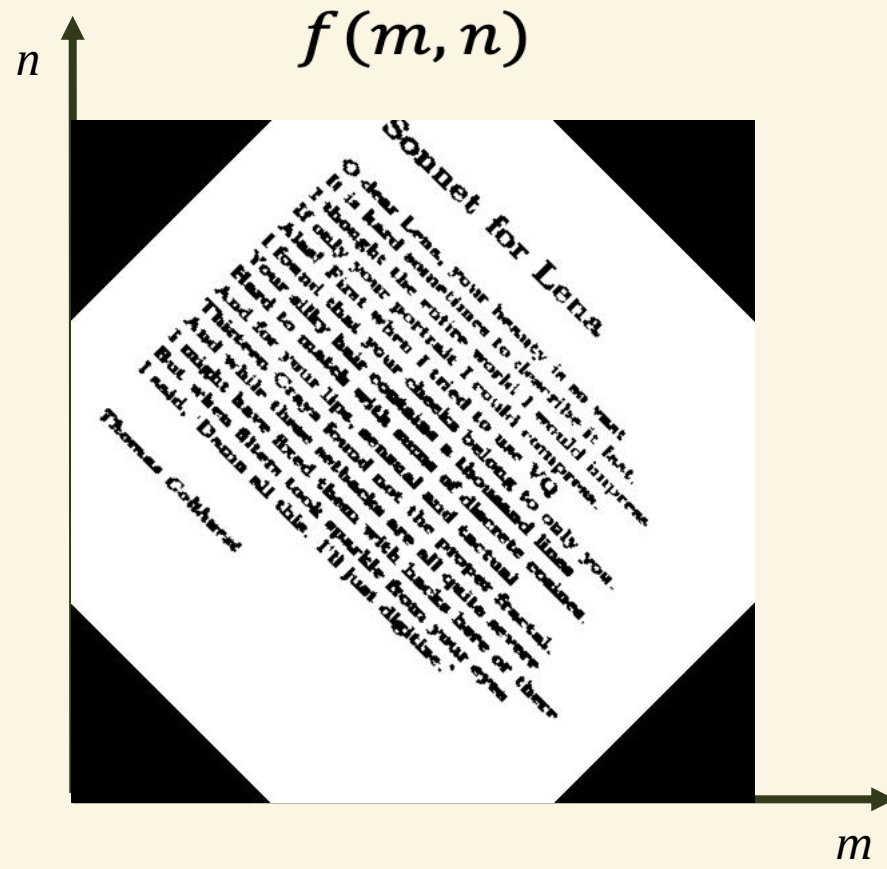 f(m, n)
n
Sonnet for Lena
O dear Lena, your beauty is so vast
It is hard sometimes to describe it fast.
I thought the entire world I would impress
If only your portrait I could compress.
Alas! First when I tried to use VQ
I found that your cheeks belong to only you.
Your silky hair contains a thousand lines
Hard to match with sums of discrete cosines.
And for your lips, sensual and tactual
Thirteen Crays found not the proper fractal.
And while these setbacks are all quite severe
I might have fixed them with hacks here or there
But when filters took sparkle from your eyes
I said, 'Damn all this. I'll just digitize.'
Thomas Colthurst
m